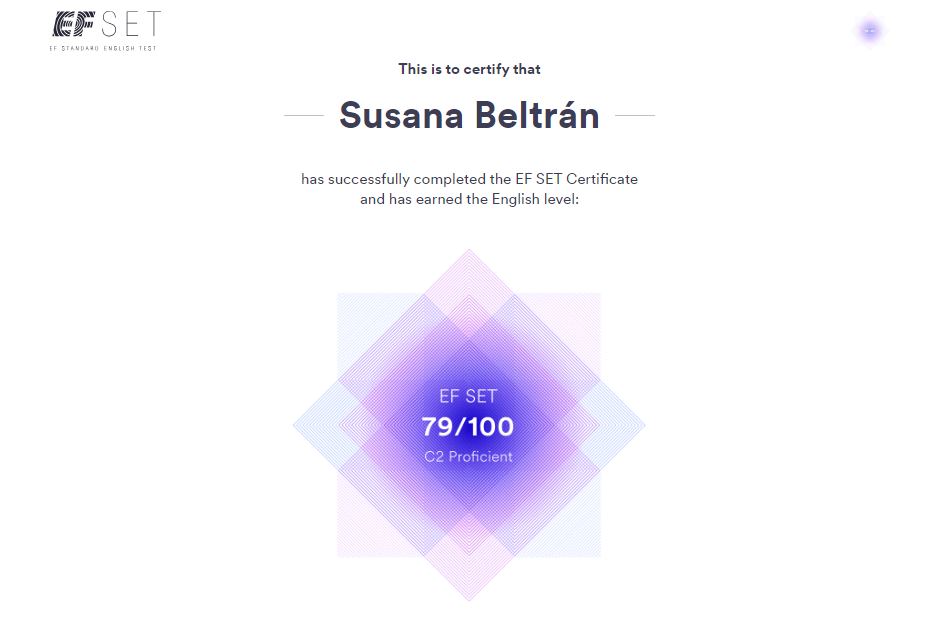 EF SET
EF STANDARD ENGLISH TEST
This is to certify that
Susana Beltrán
has successfully completed the EF SET Certificate
and has earned the English level:
EF SET
79/100
C2 Proficient